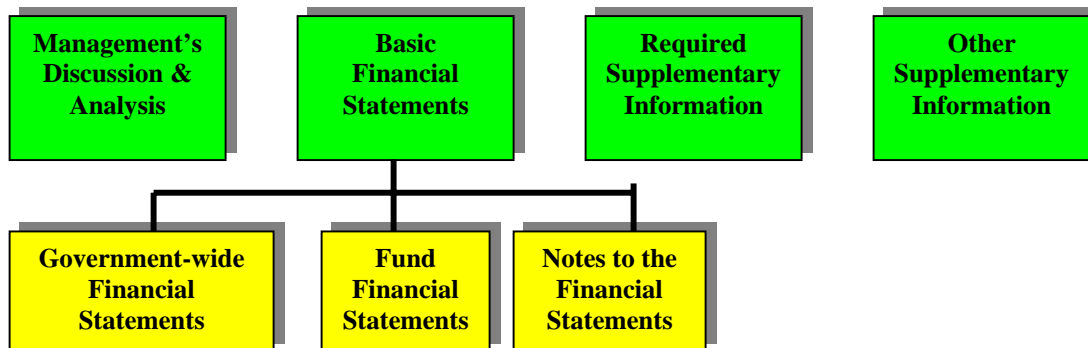 Management’s
Discussion &
Analysis
Basic
Financial
Statements
Required
Supplementary
Information
Other
Supplementary
Information
Government-wide
Financial
Statements
Fund
Financial
Statements
Notes to the
Financial
Statements